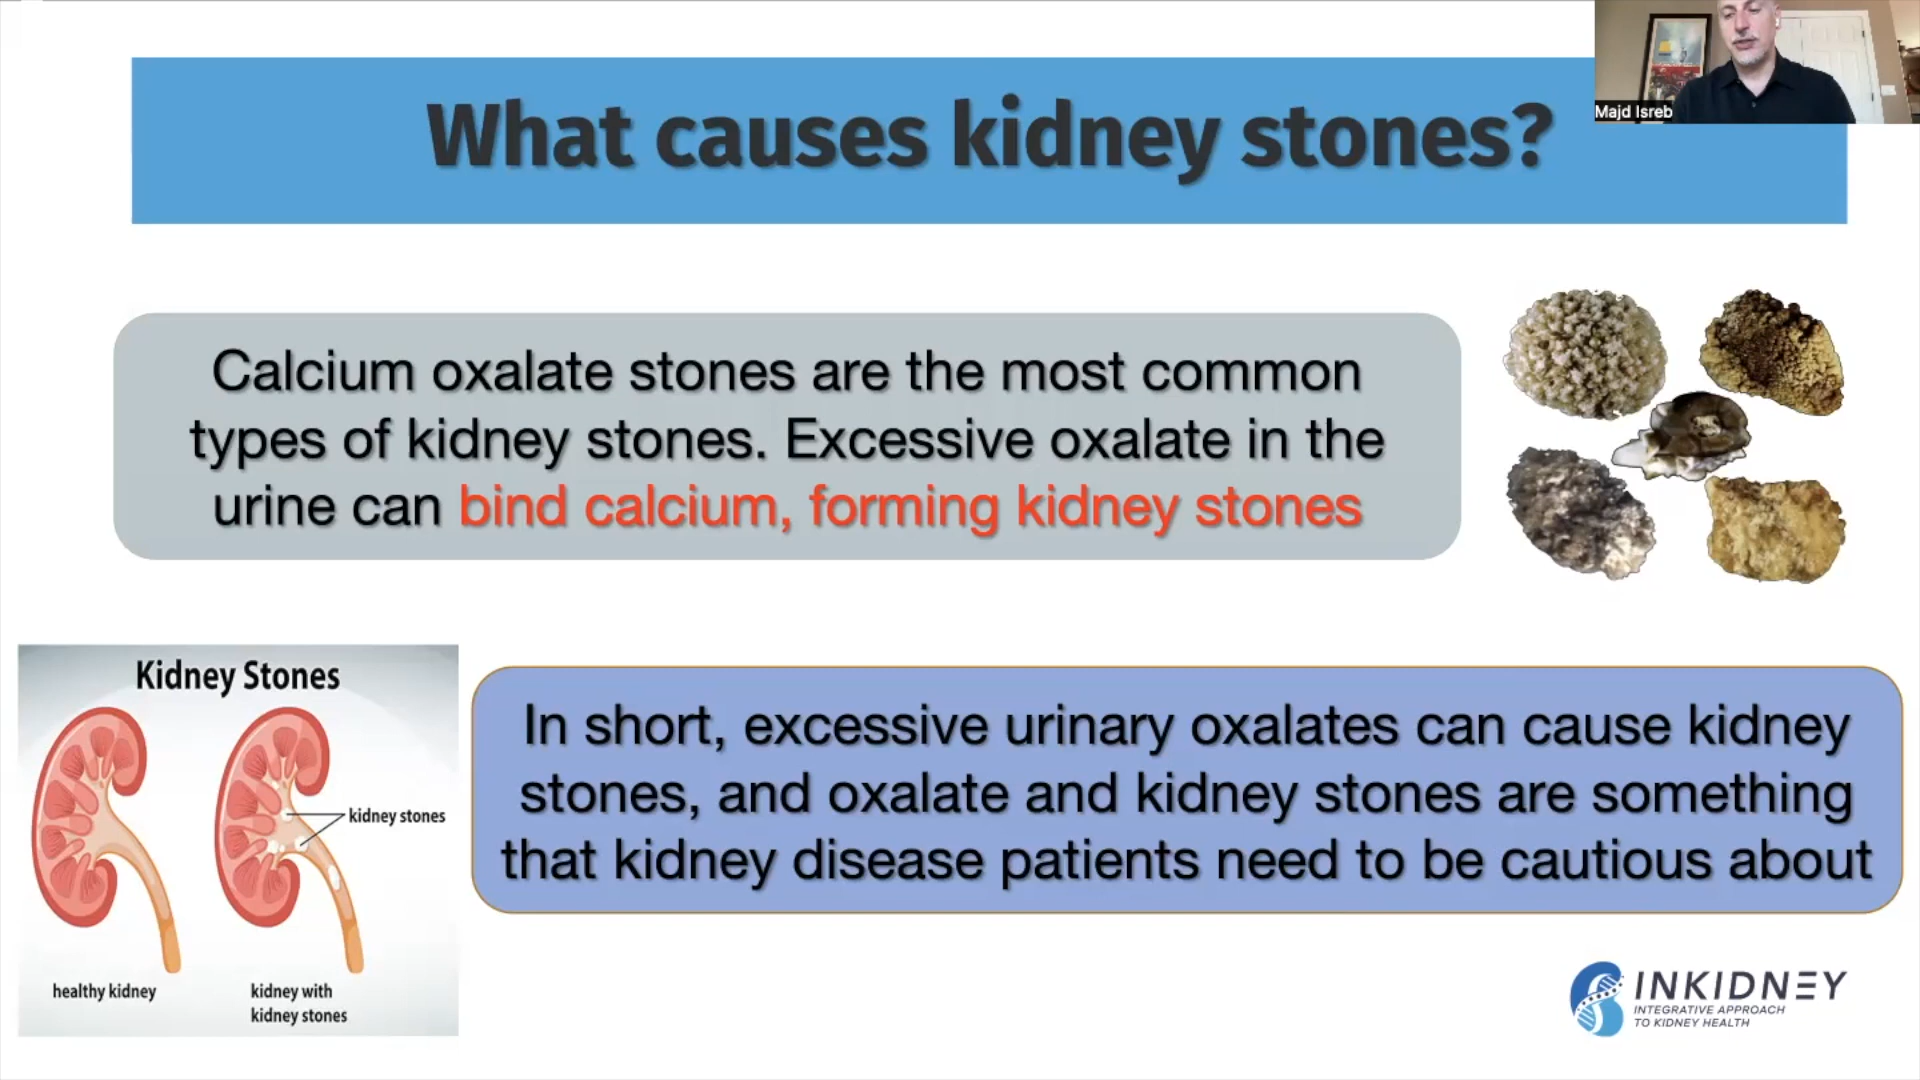 Majd Isreb
What causes kidney stones?
Calcium oxalate stones are the most common
types of kidney stones. Excessive oxalate in the
urine can bind calcium, forming kidney stones
Kidney Stones
kidney stones
healthy kidney
kidney with
kidney stones
In short, excessive urinary oxalates can cause kidney
stones, and oxalate and kidney stones are something
that kidney disease patients need to be cautious about
INKIDNEY
INTEGRATIVE APPROACH
TO KIDNEY HEALTH